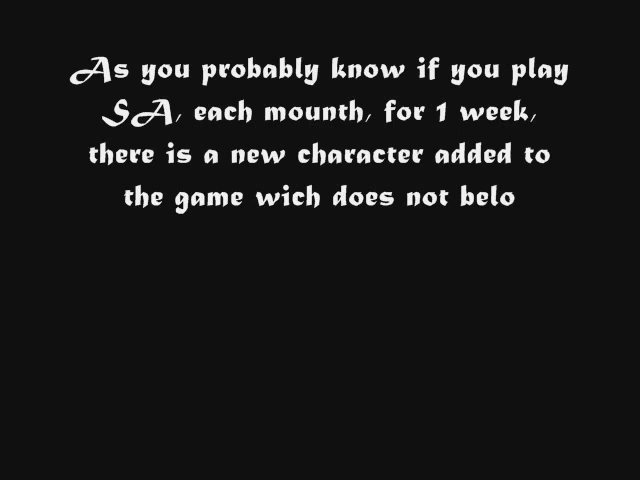 As you probably know if you play
SA, each mounth, for 1 week,
there is a new character added to
the game wich does not belo